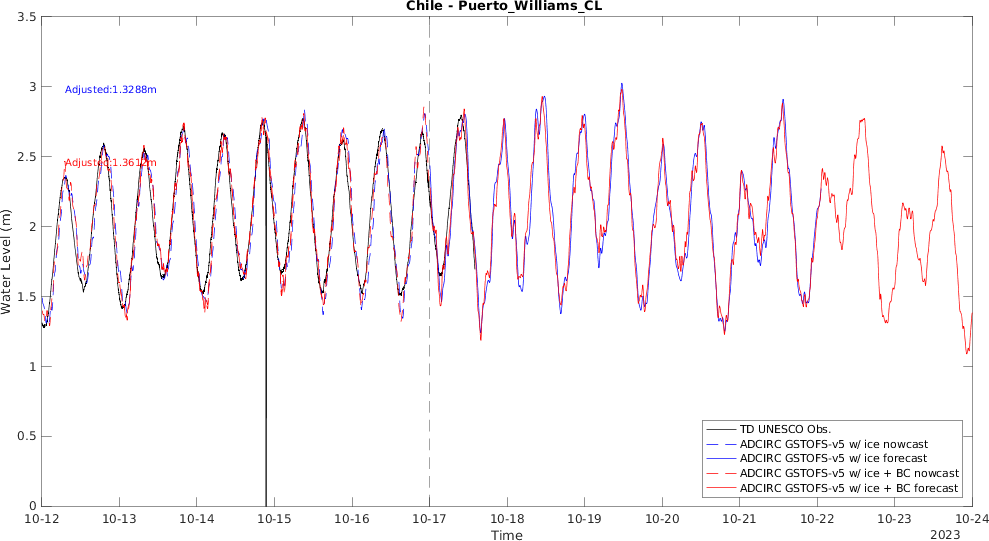 Chile - Puerto_Williams_CL
3.5
3
2.5
2
1.5
1
0.5
0
Water Level (m)
Adjusted:1.3288m
TD UNESCO Obs.
ADCIRC GSTOFS-v5 w/ ice nowcast
ADCIRC GSTOFS-v5 w/ ice forecast
ADCIRC GSTOFS-v5 w/ ice + BC nowcast
ADCIRC GSTOFS-v5 w/ ice + BC forecast
10-12 10-13 10-14 10-15 10-16 10-17 10-18 10-19 10-20 10-21 10-22 10-23 10-24
Time
2023